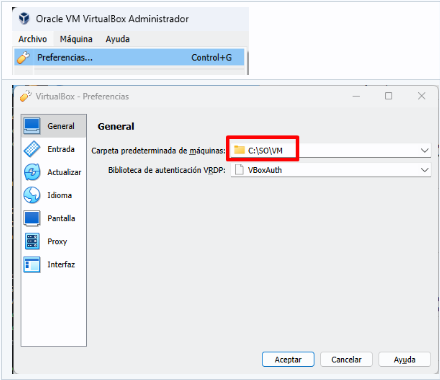 Oracle VM VirtualBox Administrador
Archivo Máquina Ayuda
Preferencias... Control+G
VirtualBox - Preferencias
General
General
Carpeta predeterminada de máquinas: C:\SO\VM
Entrada
Biblioteca de autenticación VRDP: VBoxAuth
Actualizar
Idioma
Pantalla
Proxy
Interfaz
Aceptar Cancelar Ayuda